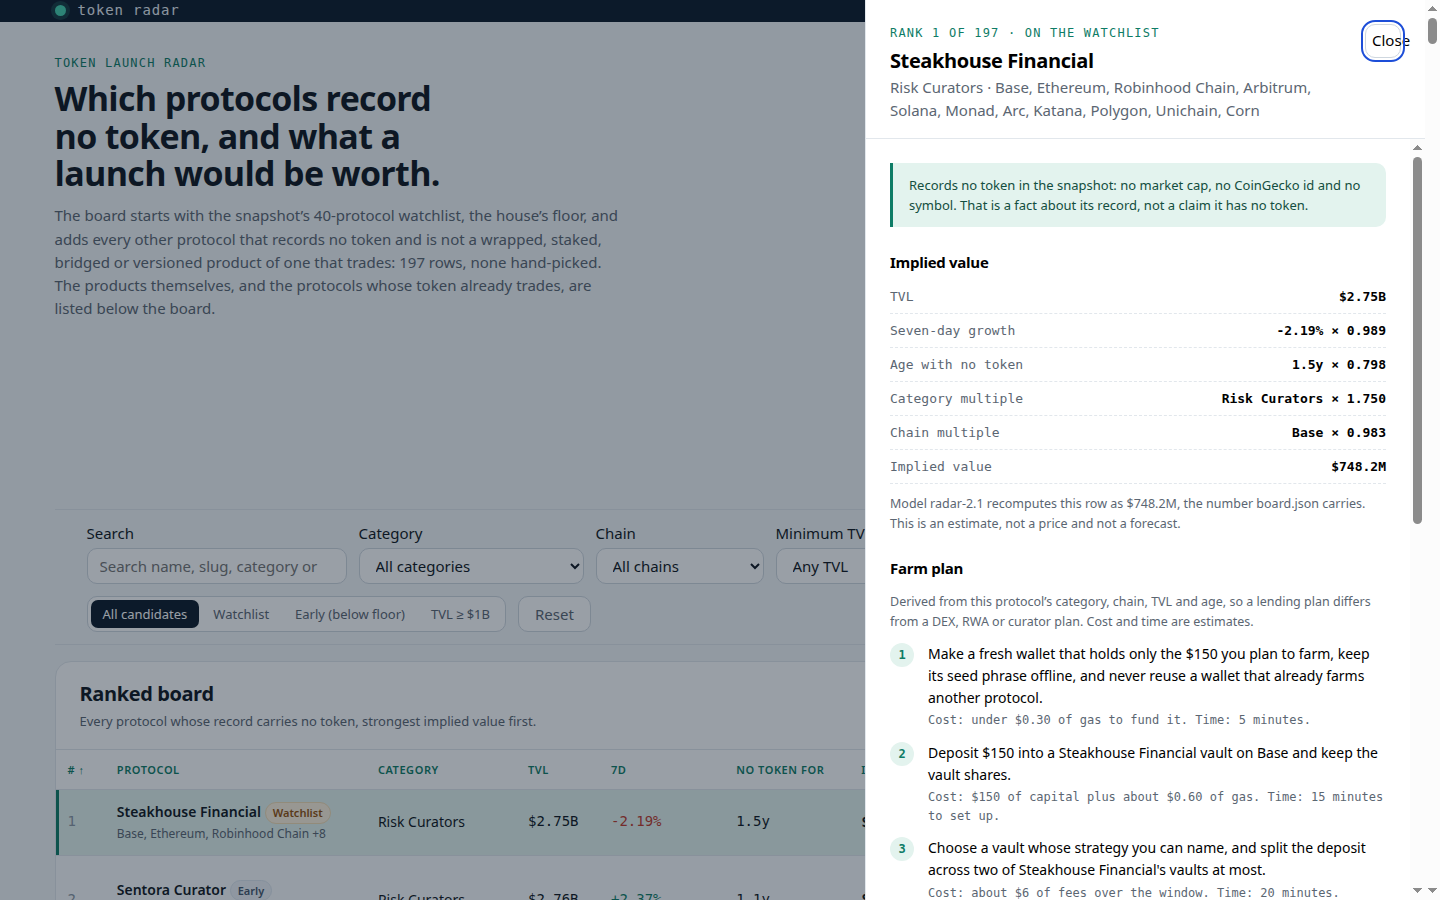 token radar
TOKEN LAUNCH RADAR
Which protocols record
no token, and what a
launch would be worth.
The board starts with the snapshot's 40-protocol watchlist, the house's floor, and
adds every other protocol that records no token and is not a wrapped, staked,
bridged or versioned product of one that trades: 197 rows, none hand-picked.
The products themselves, and the protocols whose token already trades, are
listed below the board.
Search
Category
Chain
Minimum TV
Search name, slug, category or
All categories
All chains
Any TVL
All candidates
Watchlist
Early (below floor)
TVL ≥ $1B
Reset
Ranked board
Every protocol whose record carries no token, strongest implied value first.
# ↑
PROTOCOL
CATEGORY
TVL
7D
NO TOKEN FOR
1
Steakhouse Financial
Watchlist
Base, Ethereum, Robinhood Chain +8
Risk Curators
$2.75B
-2.19%
1.5y
2
Sentora Curator
Early
Risk Curators
$2.76B
+2.37%
1.1y
RANK 1 OF 197 · ON THE WATCHLIST
Close
Steakhouse Financial
Risk Curators · Base, Ethereum, Robinhood Chain, Arbitrum,
Solana, Monad, Arc, Katana, Polygon, Unichain, Corn
Records no token in the snapshot: no market cap, no CoinGecko id and no
symbol. That is a fact about its record, not a claim it has no token.
Implied value
TVL
$2.75B
Seven-day growth
-2.19% × 0.989
Age with no token
1.5y × 0.798
Category multiple
Risk Curators × 1.750
Chain multiple
Base × 0.983
Implied value
$748.2M
Model radar-2.1 recomputes this row as $748.2M, the number board.json carries.
This is an estimate, not a price and not a forecast.
Farm plan
Derived from this protocol's category, chain, TVL and age, so a lending plan differs
from a DEX, RWA or curator plan. Cost and time are estimates.
1
Make a fresh wallet that holds only the $150 you plan to farm, keep
its seed phrase offline, and never reuse a wallet that already farms
another protocol.
Cost: under $0.30 of gas to fund it. Time: 5 minutes.
2
Deposit $150 into a Steakhouse Financial vault on Base and keep the
vault shares.
Cost: $150 of capital plus about $0.60 of gas. Time: 15 minutes
to set up.
3
Choose a vault whose strategy you can name, and split the deposit
across two of Steakhouse Financial's vaults at most.
Cost: about $6 of fees over the window. Time: 20 minutes.